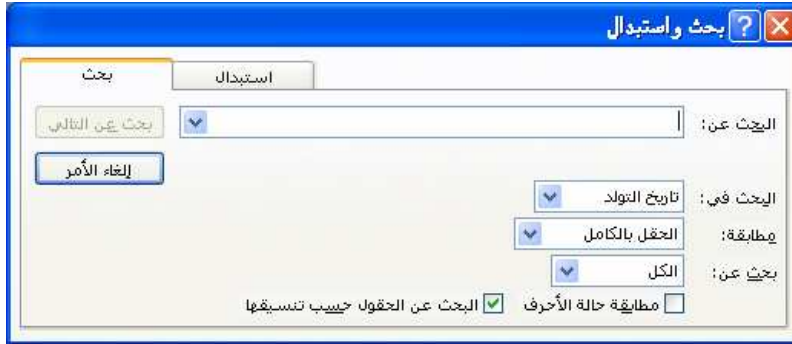 بحث واستبدال
بحث
استبدال
البحث عن:
بحث عن التالي
إلغاء الأمر
البحث في: تاريخ التولد
مطابقة: الحقل بالكامل
بحث عن: الكل
مطابقة حالة الأحرف البحث عن الحقول حسب تنسيقها